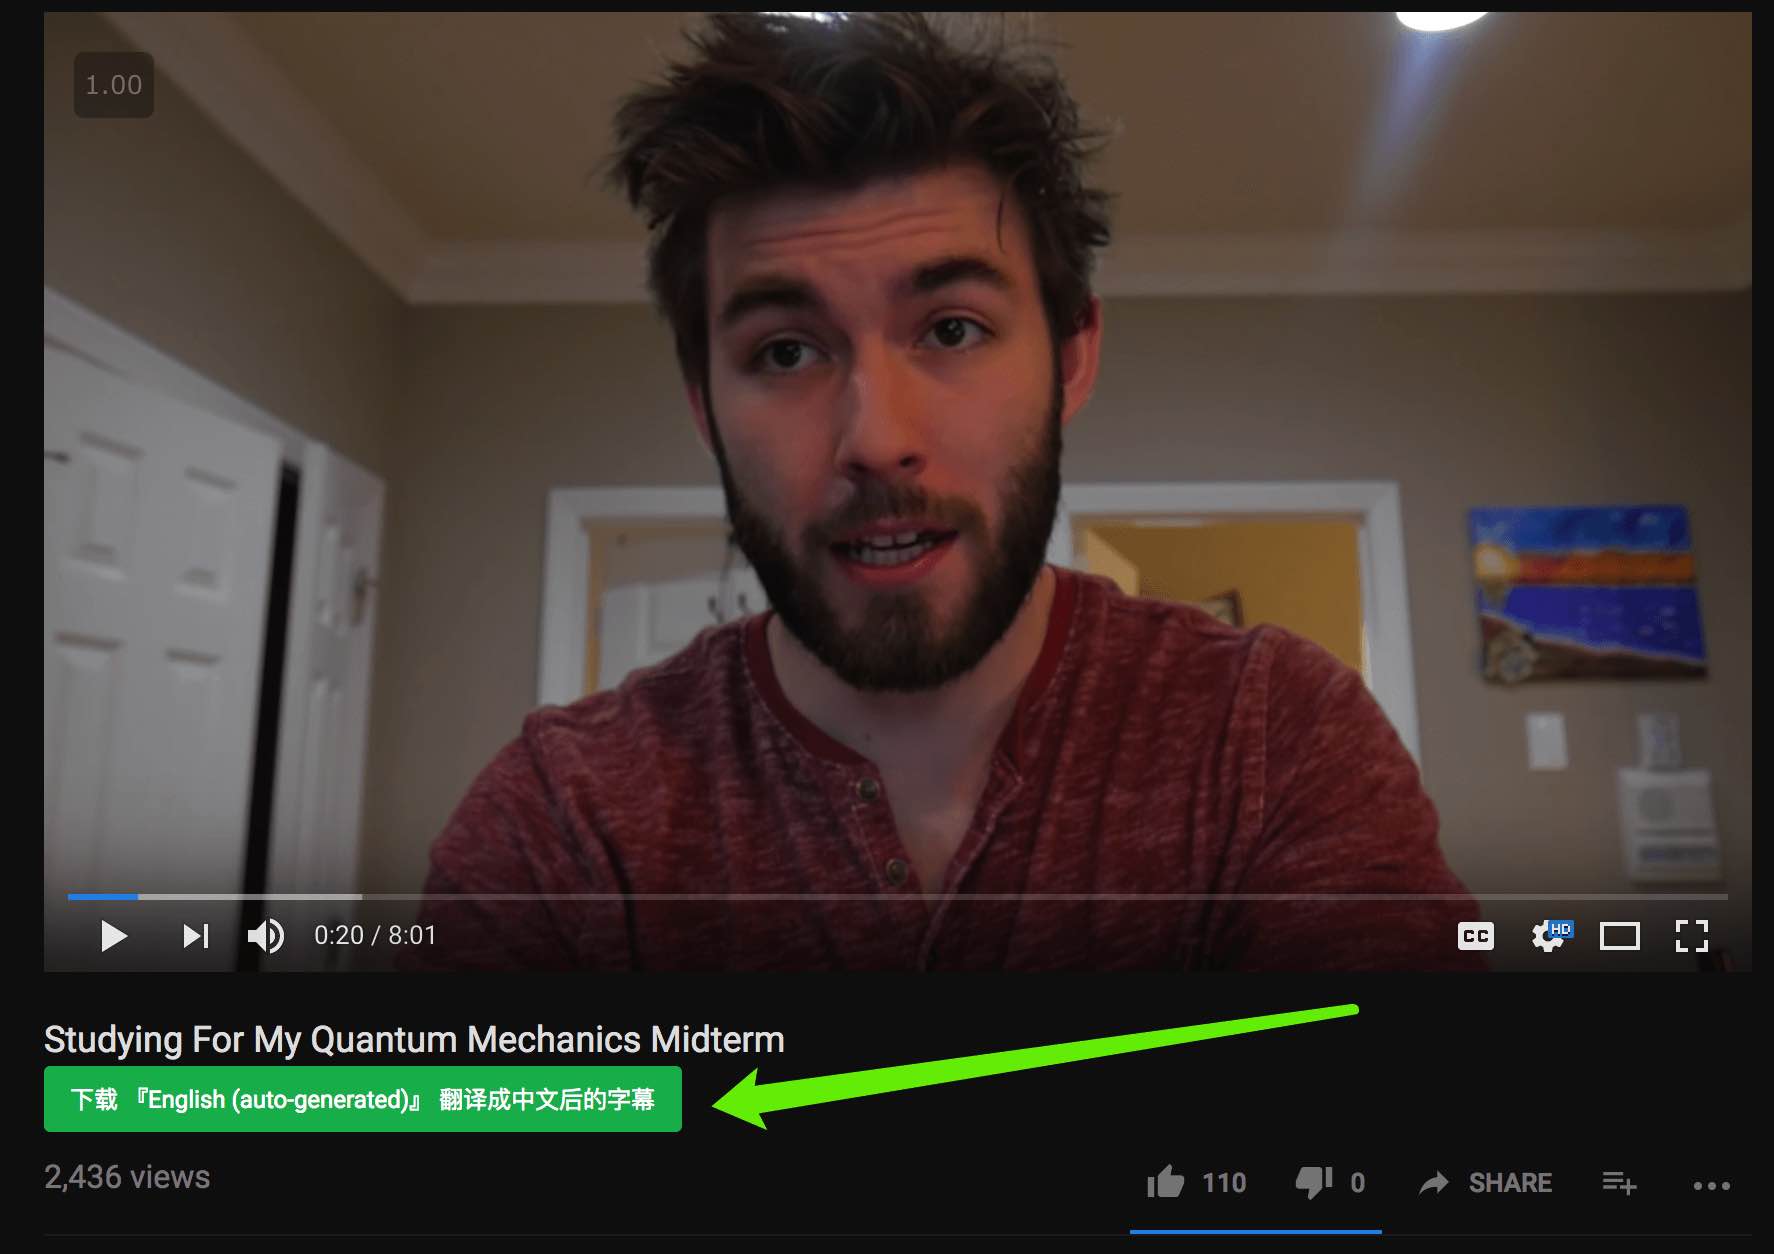 1.00
0:20 / 8:01
CC
HD
Studying For My Quantum Mechanics Midterm
下载 『English (auto-generated)』 翻译成中文后的字幕
2,436 views
110
0
SHARE